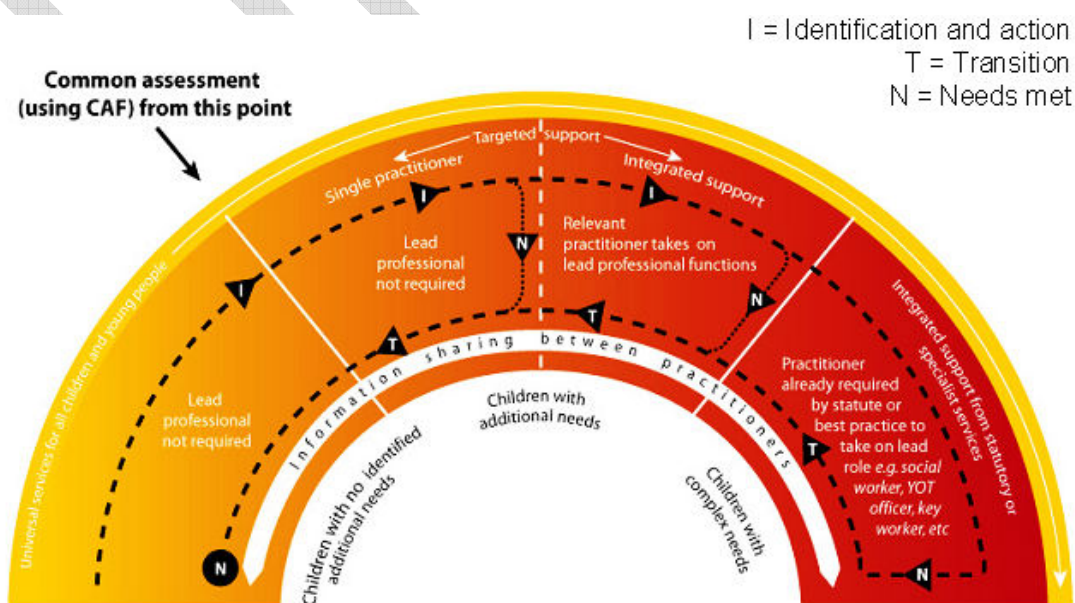 I = Identification and action
T = Transition
N = Needs met
Common assessment
(using CAF) from this point
Targeted support
Single practitioner
Integrated support
I
I
I
Lead
professional
not required
N
Relevant
practitioner takes on
lead professional functions
N
T
T
Universal services for all children and young people
Lead
professional
not required
N
Information sharing between practitioners
Children with no identified
additional needs
Children with
additional needs
Children with
complex needs
T
Practitioner
already required
by statute or
best practice to
take on lead
role e.g. social
worker, YOT
officer, key
worker, etc
N
Integrated support from statutory or
specialist services